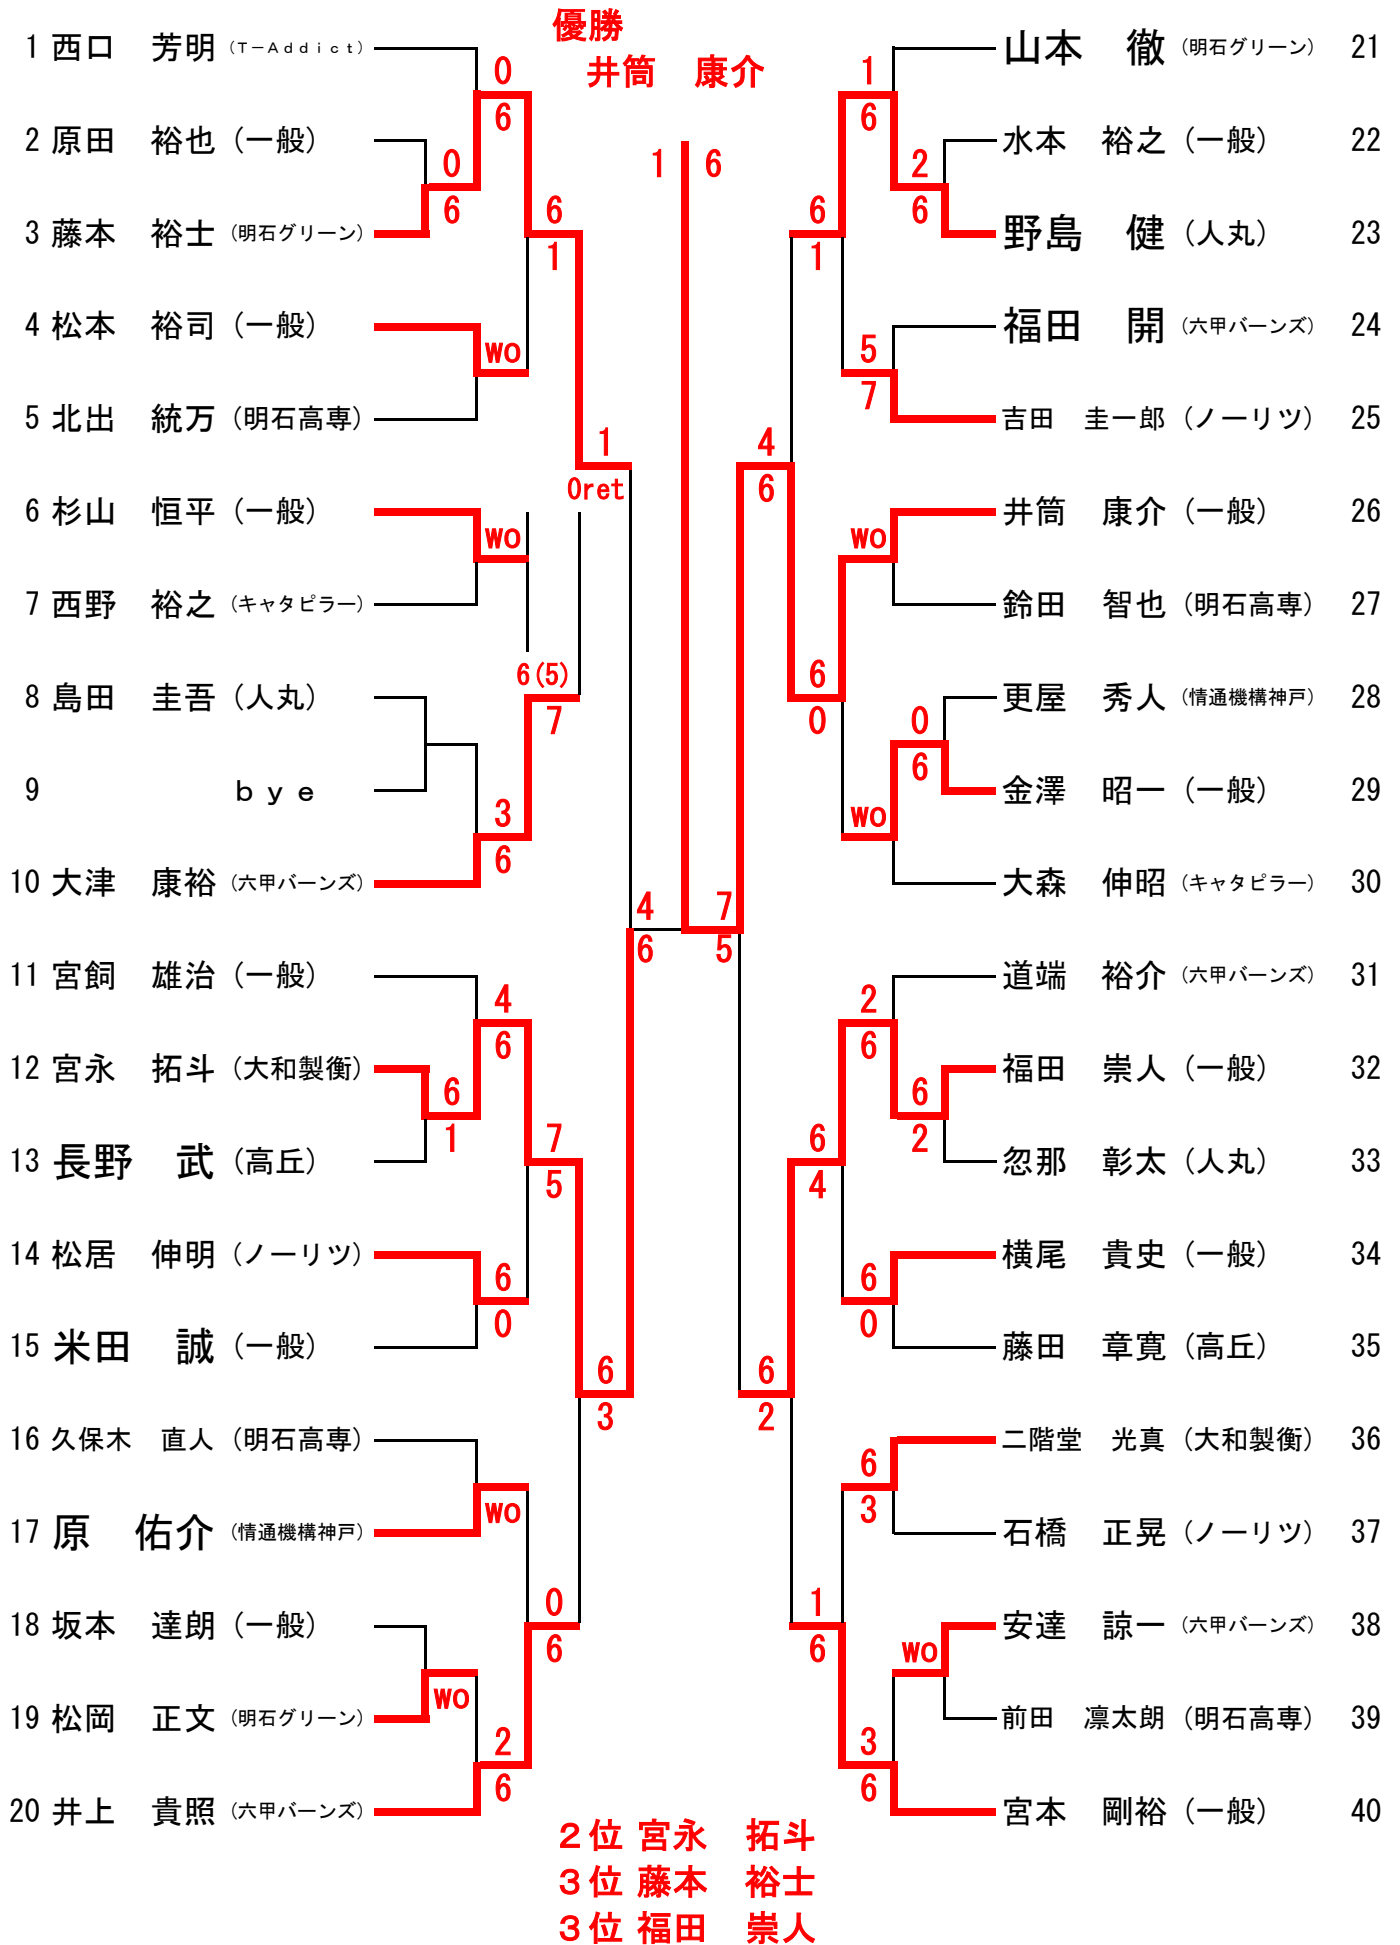 優勝
井筒　康介
1 6
1 西口　芳明 (T－Addict)
2 原田　裕也 (一般)
3 藤本　裕士 (明石グリーン)
4 松本　裕司 (一般)
5 北出　統万 (明石高専)
6 杉山　恒平 (一般)
7 西野　裕之 (キャタピラー)
8 島田　圭吾 (人丸)
9 bye
10 大津　康裕 (六甲バーンズ)
11 宮飼　雄治 (一般)
12 宮永　拓斗 (大和製衡)
13 長野　武 (高丘)
14 松居　伸明 (ノーリツ)
15 米田　誠 (一般)
16 久保木　直人 (明石高専)
17 原　佑介 (情通機構神戸)
18 坂本　達朗 (一般)
19 松岡　正文 (明石グリーン)
20 井上　貴照 (六甲バーンズ)
0
6
0
6
6
1
WO
1
0ret
WO
6(5)
7
3
6
4
6
4
6
6
1
7
5
6
0
6
3
WO
0
6
WO
2
6
山本　徹 (明石グリーン) 21
水本　裕之 (一般) 22
野島　健 (人丸) 23
福田　開 (六甲バーンズ) 24
吉田　圭一郎 (ノーリツ) 25
井筒　康介 (一般) 26
鈴田　智也 (明石高専) 27
更屋　秀人 (情通機構神戸) 28
金澤　昭一 (一般) 29
大森　伸昭 (キャタピラー) 30
道端　裕介 (六甲バーンズ) 31
福田　崇人 (一般) 32
忽那　彰太 (人丸) 33
横尾　貴史 (一般) 34
藤田　章寛 (高丘) 35
二階堂　光真 (大和製衡) 36
石橋　正晃 (ノーリツ) 37
安達　諒一 (六甲バーンズ) 38
前田　凛太朗 (明石高専) 39
宮本　剛裕 (一般) 40
1
6
2
6
6
1
5
7
4
6
WO
6
0
0
6
WO
7
5
2
6
6
2
6
4
6
0
6
2
6
3
1
6
WO
3
6
２位 宮永　拓斗
３位 藤本　裕士
３位 福田　崇人